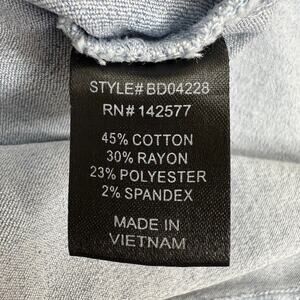 STYLE# BD04228
RN# 142577
45% COTTON
30% RAYON
23% POLYESTER
2% SPANDEX
MADE IN
VIETNAM